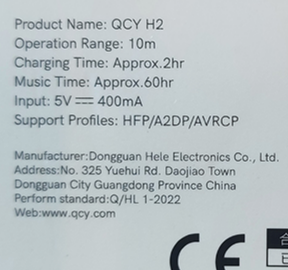 Product Name: QCY H2
Operation Range: 10m
Charging Time: Approx.2hr
Music Time: Approx.60hr
Input: 5V⎓400mA
Support Profiles: HFP/A2DP/AVRCP
Manufacturer:Dongguan Hele Electronics Co., Ltd.
Address:No. 325 Yuehui Rd. Daojiao Town
Dongguan City Guangdong Province China
Perform standard:Q/HL 1-2022
Web:www.qcy.com
CE